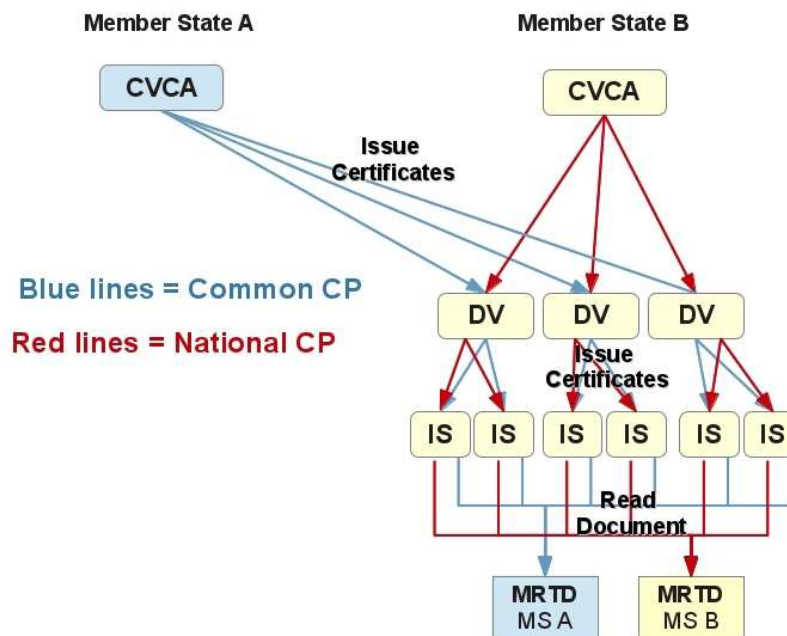 Member State A
Member State B
CVCA
CVCA
Issue
Certificates
Blue lines = Common CP
Red lines = National CP
DV
DV
DV
Issue
Certificates
IS
IS
IS
IS
IS
IS
Read
Document
MRTD
MS A
MRTD
MS B